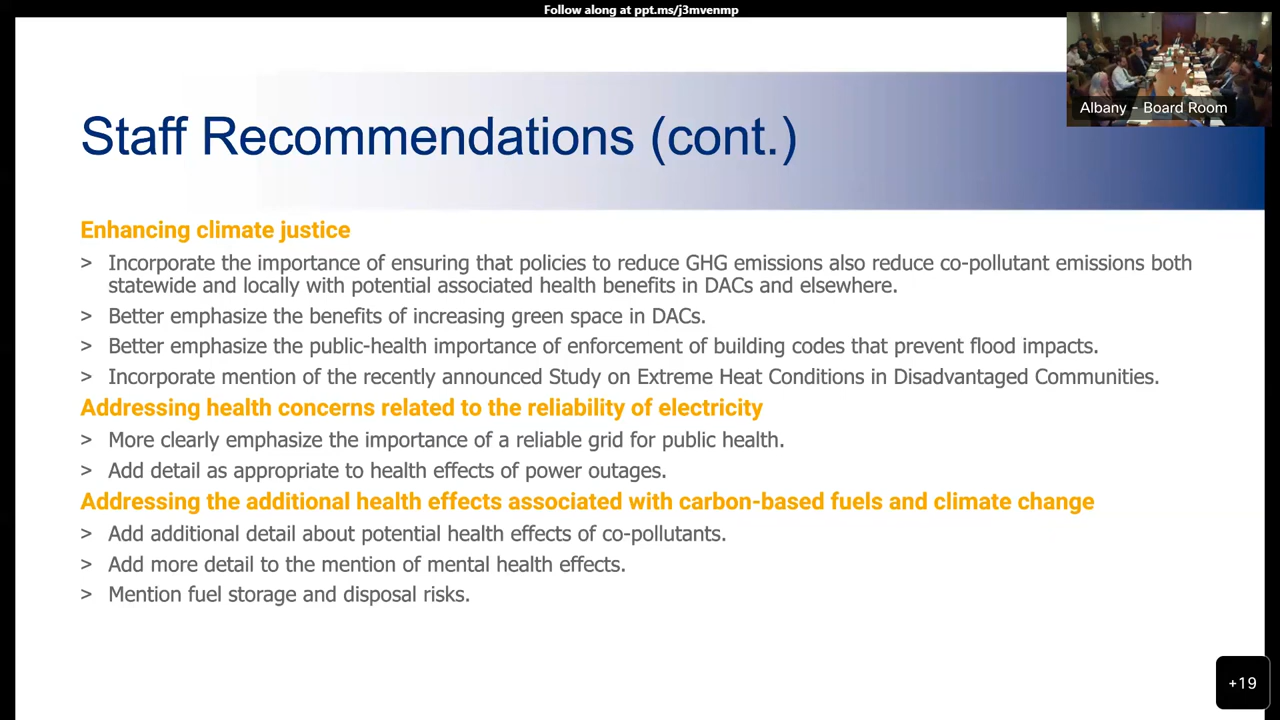 Follow along at ppt.ms/j3mvenmp
Albany - Board Room
Staff Recommendations (cont.)
Enhancing climate justice
> Incorporate the importance of ensuring that policies to reduce GHG emissions also reduce co-pollutant emissions both
statewide and locally with potential associated health benefits in DACs and elsewhere.
> Better emphasize the benefits of increasing green space in DACs.
> Better emphasize the public-health importance of enforcement of building codes that prevent flood impacts.
> Incorporate mention of the recently announced Study on Extreme Heat Conditions in Disadvantaged Communities.
Addressing health concerns related to the reliability of electricity
> More clearly emphasize the importance of a reliable grid for public health.
> Add detail as appropriate to health effects of power outages.
Addressing the additional health effects associated with carbon-based fuels and climate change
> Add additional detail about potential health effects of co-pollutants.
> Add more detail to the mention of mental health effects.
> Mention fuel storage and disposal risks.
+19